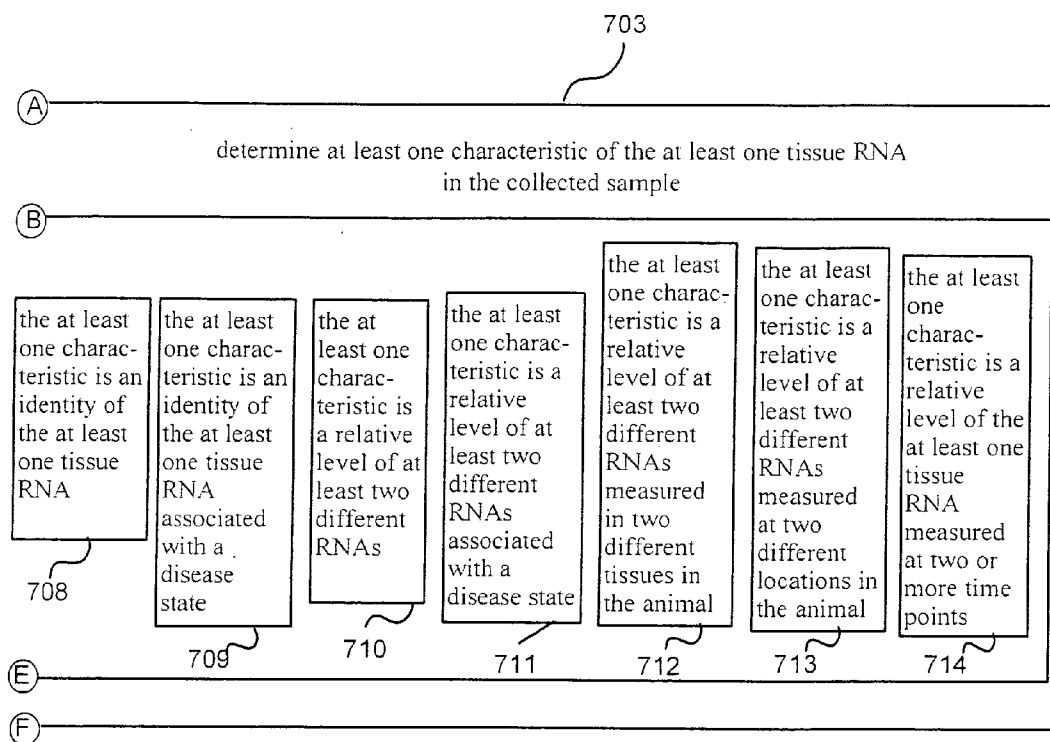 703
A
determine at least one characteristic of the at least one tissue RNA
in the collected sample
B
the at least
one charac-
teristic is an
identity of
the at least
one tissue
RNA
708
the at least
one charac-
teristic is an
identity of
the at least
one tissue
RNA
associated
with a
disease
state
709
the at
least one
charac-
teristic is
a relative
level of at
least two
different
RNAs
710
the at least
one charac-
teristic is a
relative
level of at
least two
different
RNAs
associated
with a
disease state
711
the at least
one charac-
teristic is a
relative
level of at
least two
different
RNAs
measured
in two
different
tissues in
the animal
712
the at least
one charac-
teristic is a
relative
level of at
least two
different
RNAs
measured
at two
different
locations in
the animal
713
the at least
one
charac-
teristic is a
relative
level of the
at least one
tissue
RNA
measured
at two or
more time
points
714
E
F